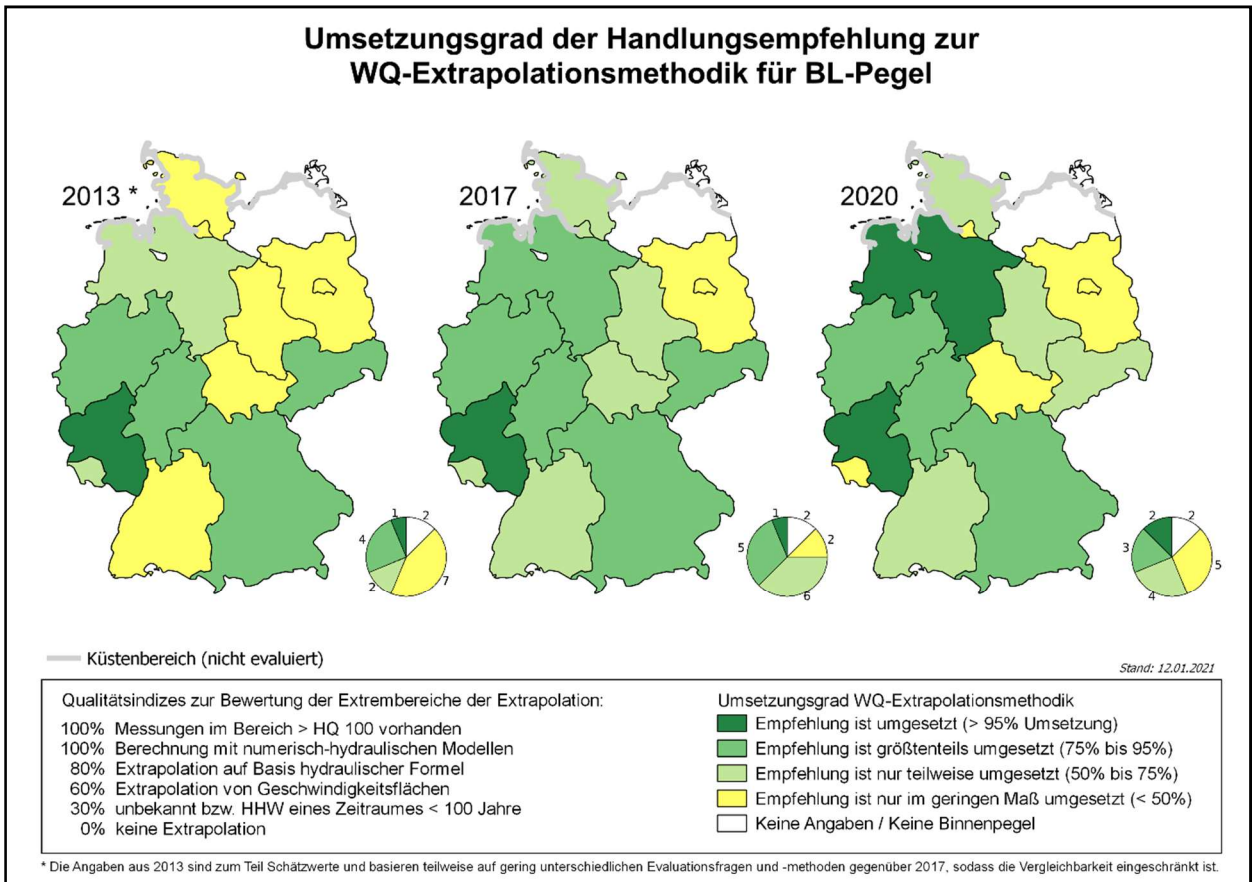 Umsetzungsgrad der Handlungsempfehlung zur
WQ-Extrapolationsmethodik für BL-Pegel
2013 *
2017
2020
1
2
4
2
7
1
2
5
2
6
2
2
3
5
4
Küstenbereich (nicht evaluiert)
Stand: 12.01.2021
Qualitätsindizes zur Bewertung der Extrembereiche der Extrapolation:
100% Messungen im Bereich > HQ 100 vorhanden
100% Berechnung mit numerisch-hydraulischen Modellen
80% Extrapolation auf Basis hydraulischer Formel
60% Extrapolation von Geschwindigkeitsflächen
30% unbekannt bzw. HHW eines Zeitraumes < 100 Jahre
0% keine Extrapolation
Umsetzungsgrad WQ-Extrapolationsmethodik
Empfehlung ist umgesetzt (> 95% Umsetzung)
Empfehlung ist größtenteils umgesetzt (75% bis 95%)
Empfehlung ist nur teilweise umgesetzt (50% bis 75%)
Empfehlung ist nur im geringen Maß umgesetzt (< 50%)
Keine Angaben / Keine Binnenpegel
* Die Angaben aus 2013 sind zum Teil Schätzwerte und basieren teilweise auf gering unterschiedlichen Evaluationsfragen und -methoden gegenüber 2017, sodass die Vergleichbarkeit eingeschränkt ist.